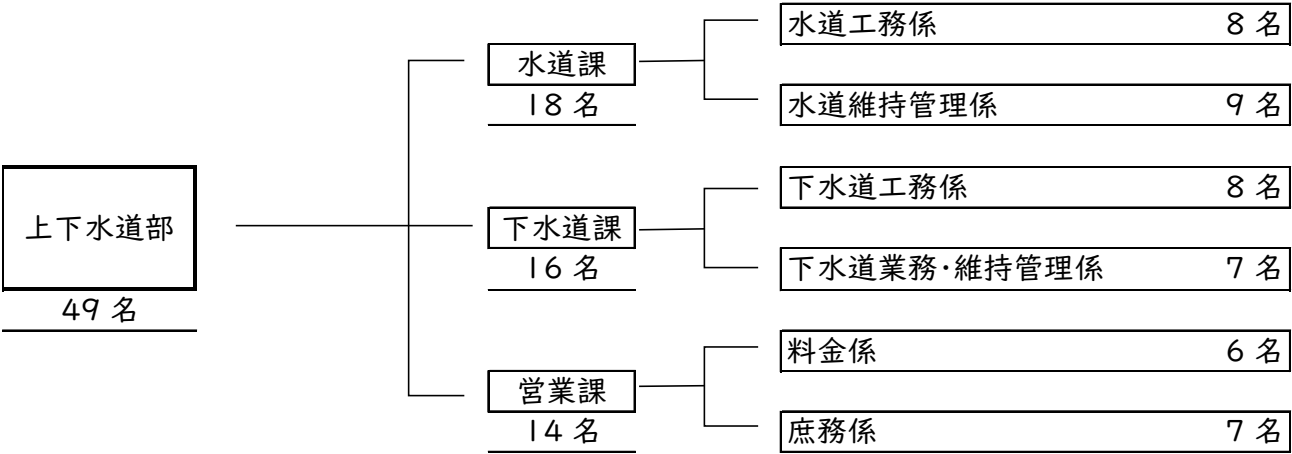 上下水道部
49 名
水道課
18 名
水道工務係 8 名
水道維持管理係 9 名
下水道課
16 名
下水道工務係 8 名
下水道業務・維持管理係 7 名
営業課
14 名
料金係 6 名
庶務係 7 名